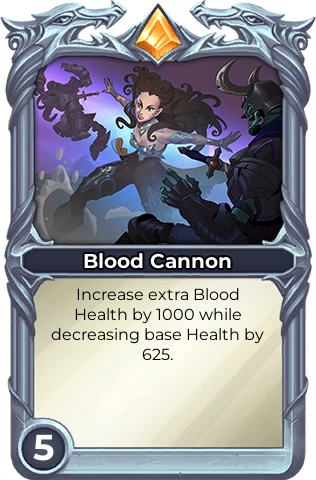 Blood Cannon
Increase extra Blood
Health by 1000 while
decreasing base Health by
625.
5